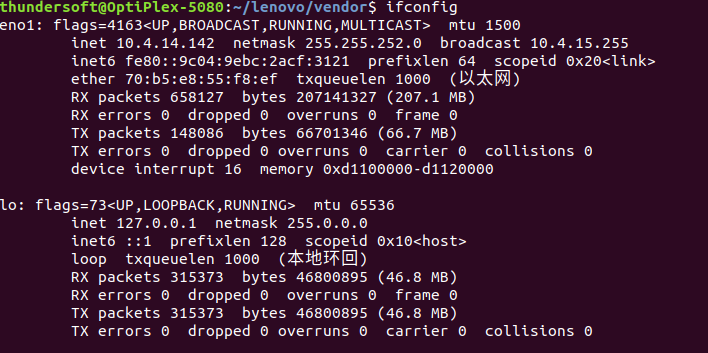 thundersoft@OptiPlex-5080:~/lenovo/vendor$ ifconfig
eno1: flags=4163<UP,BROADCAST,RUNNING,MULTICAST>  mtu 1500
inet 10.4.14.142  netmask 255.255.252.0  broadcast 10.4.15.255
inet6 fe80::9c04:9ebc:2acf:3121  prefixlen 64  scopeid 0x20<link>
ether 70:b5:e8:55:f8:ef  txqueuelen 1000  (以太网)
RX packets 658127  bytes 207141327 (207.1 MB)
RX errors 0  dropped 0  overruns 0  frame 0
TX packets 148086  bytes 66701346 (66.7 MB)
TX errors 0  dropped 0 overruns 0  carrier 0  collisions 0
device interrupt 16  memory 0xd1100000-d1120000
lo: flags=73<UP,LOOPBACK,RUNNING>  mtu 65536
inet 127.0.0.1  netmask 255.0.0.0
inet6 ::1  prefixlen 128  scopeid 0x10<host>
loop  txqueuelen 1000  (本地环回)
RX packets 315373  bytes 46800895 (46.8 MB)
RX errors 0  dropped 0  overruns 0  frame 0
TX packets 315373  bytes 46800895 (46.8 MB)
TX errors 0  dropped 0 overruns 0  carrier 0  collisions 0